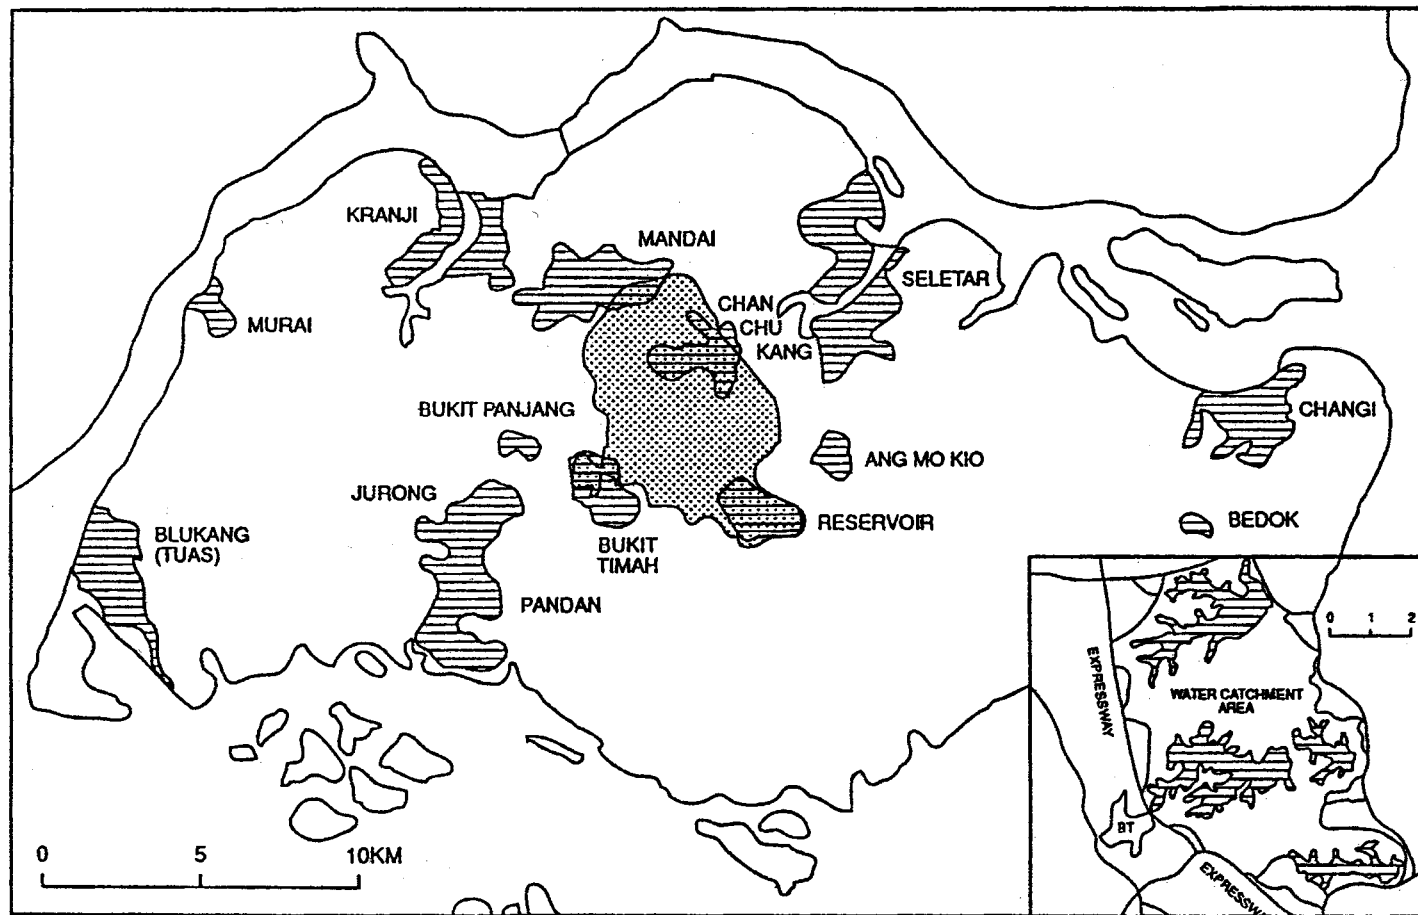 KRANJI
MANDAI
SELETAR
MURAI
CHAN
CHU
KANG
BUKIT PANJANG
CHANGI
ANG MO KIO
JURONG
BLUKANG
(TUAS)
BUKIT
TIMAH
RESERVOIR
BEDOK
PANDAN
0 5 10KM
0 1 2
EXPRESSWAY
WATER CATCHMENT
AREA
BT
EXPRESSWA